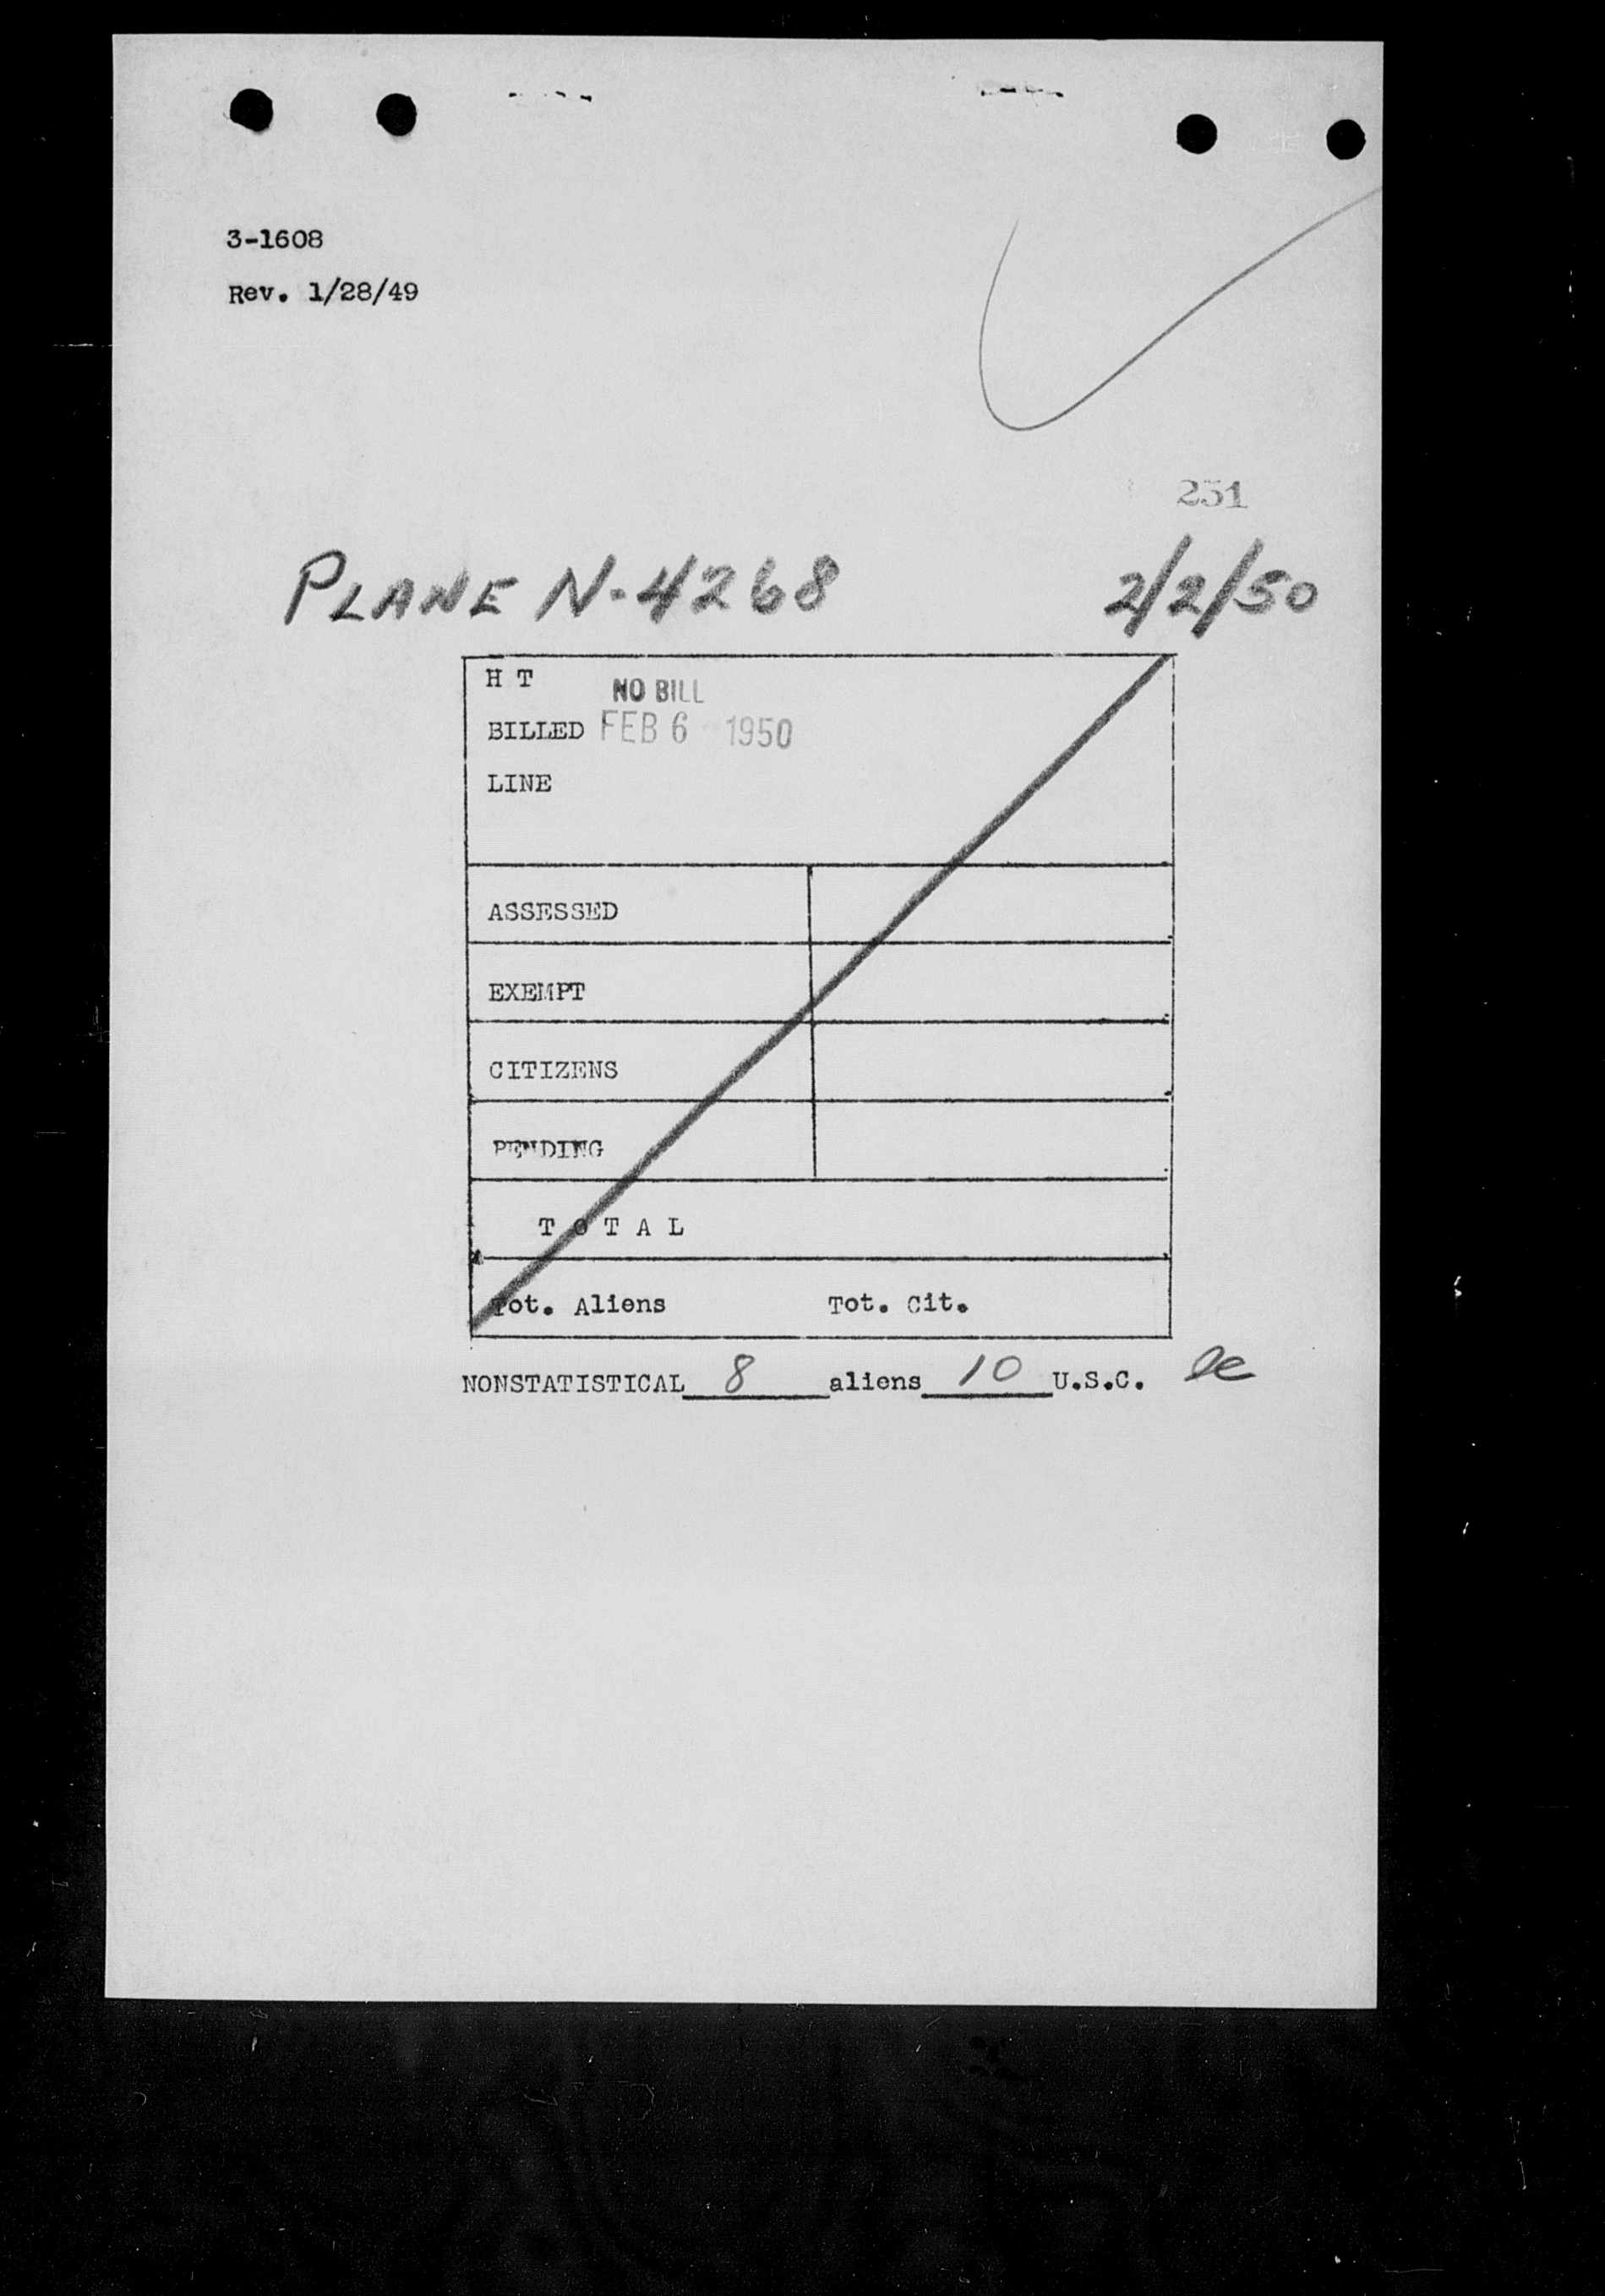 3-1608
Rev. 1/28/49
251
PLANE N-4268 2/2/50
H T
NO BILL
BILLED FEB 6 1950
LINE
ASSESSED
EXEMPT
CITIZENS
PENDING
T O T A L
Tot. Aliens Tot. Cit.
NONSTATISTICAL 8 aliens 10 U.S.C.